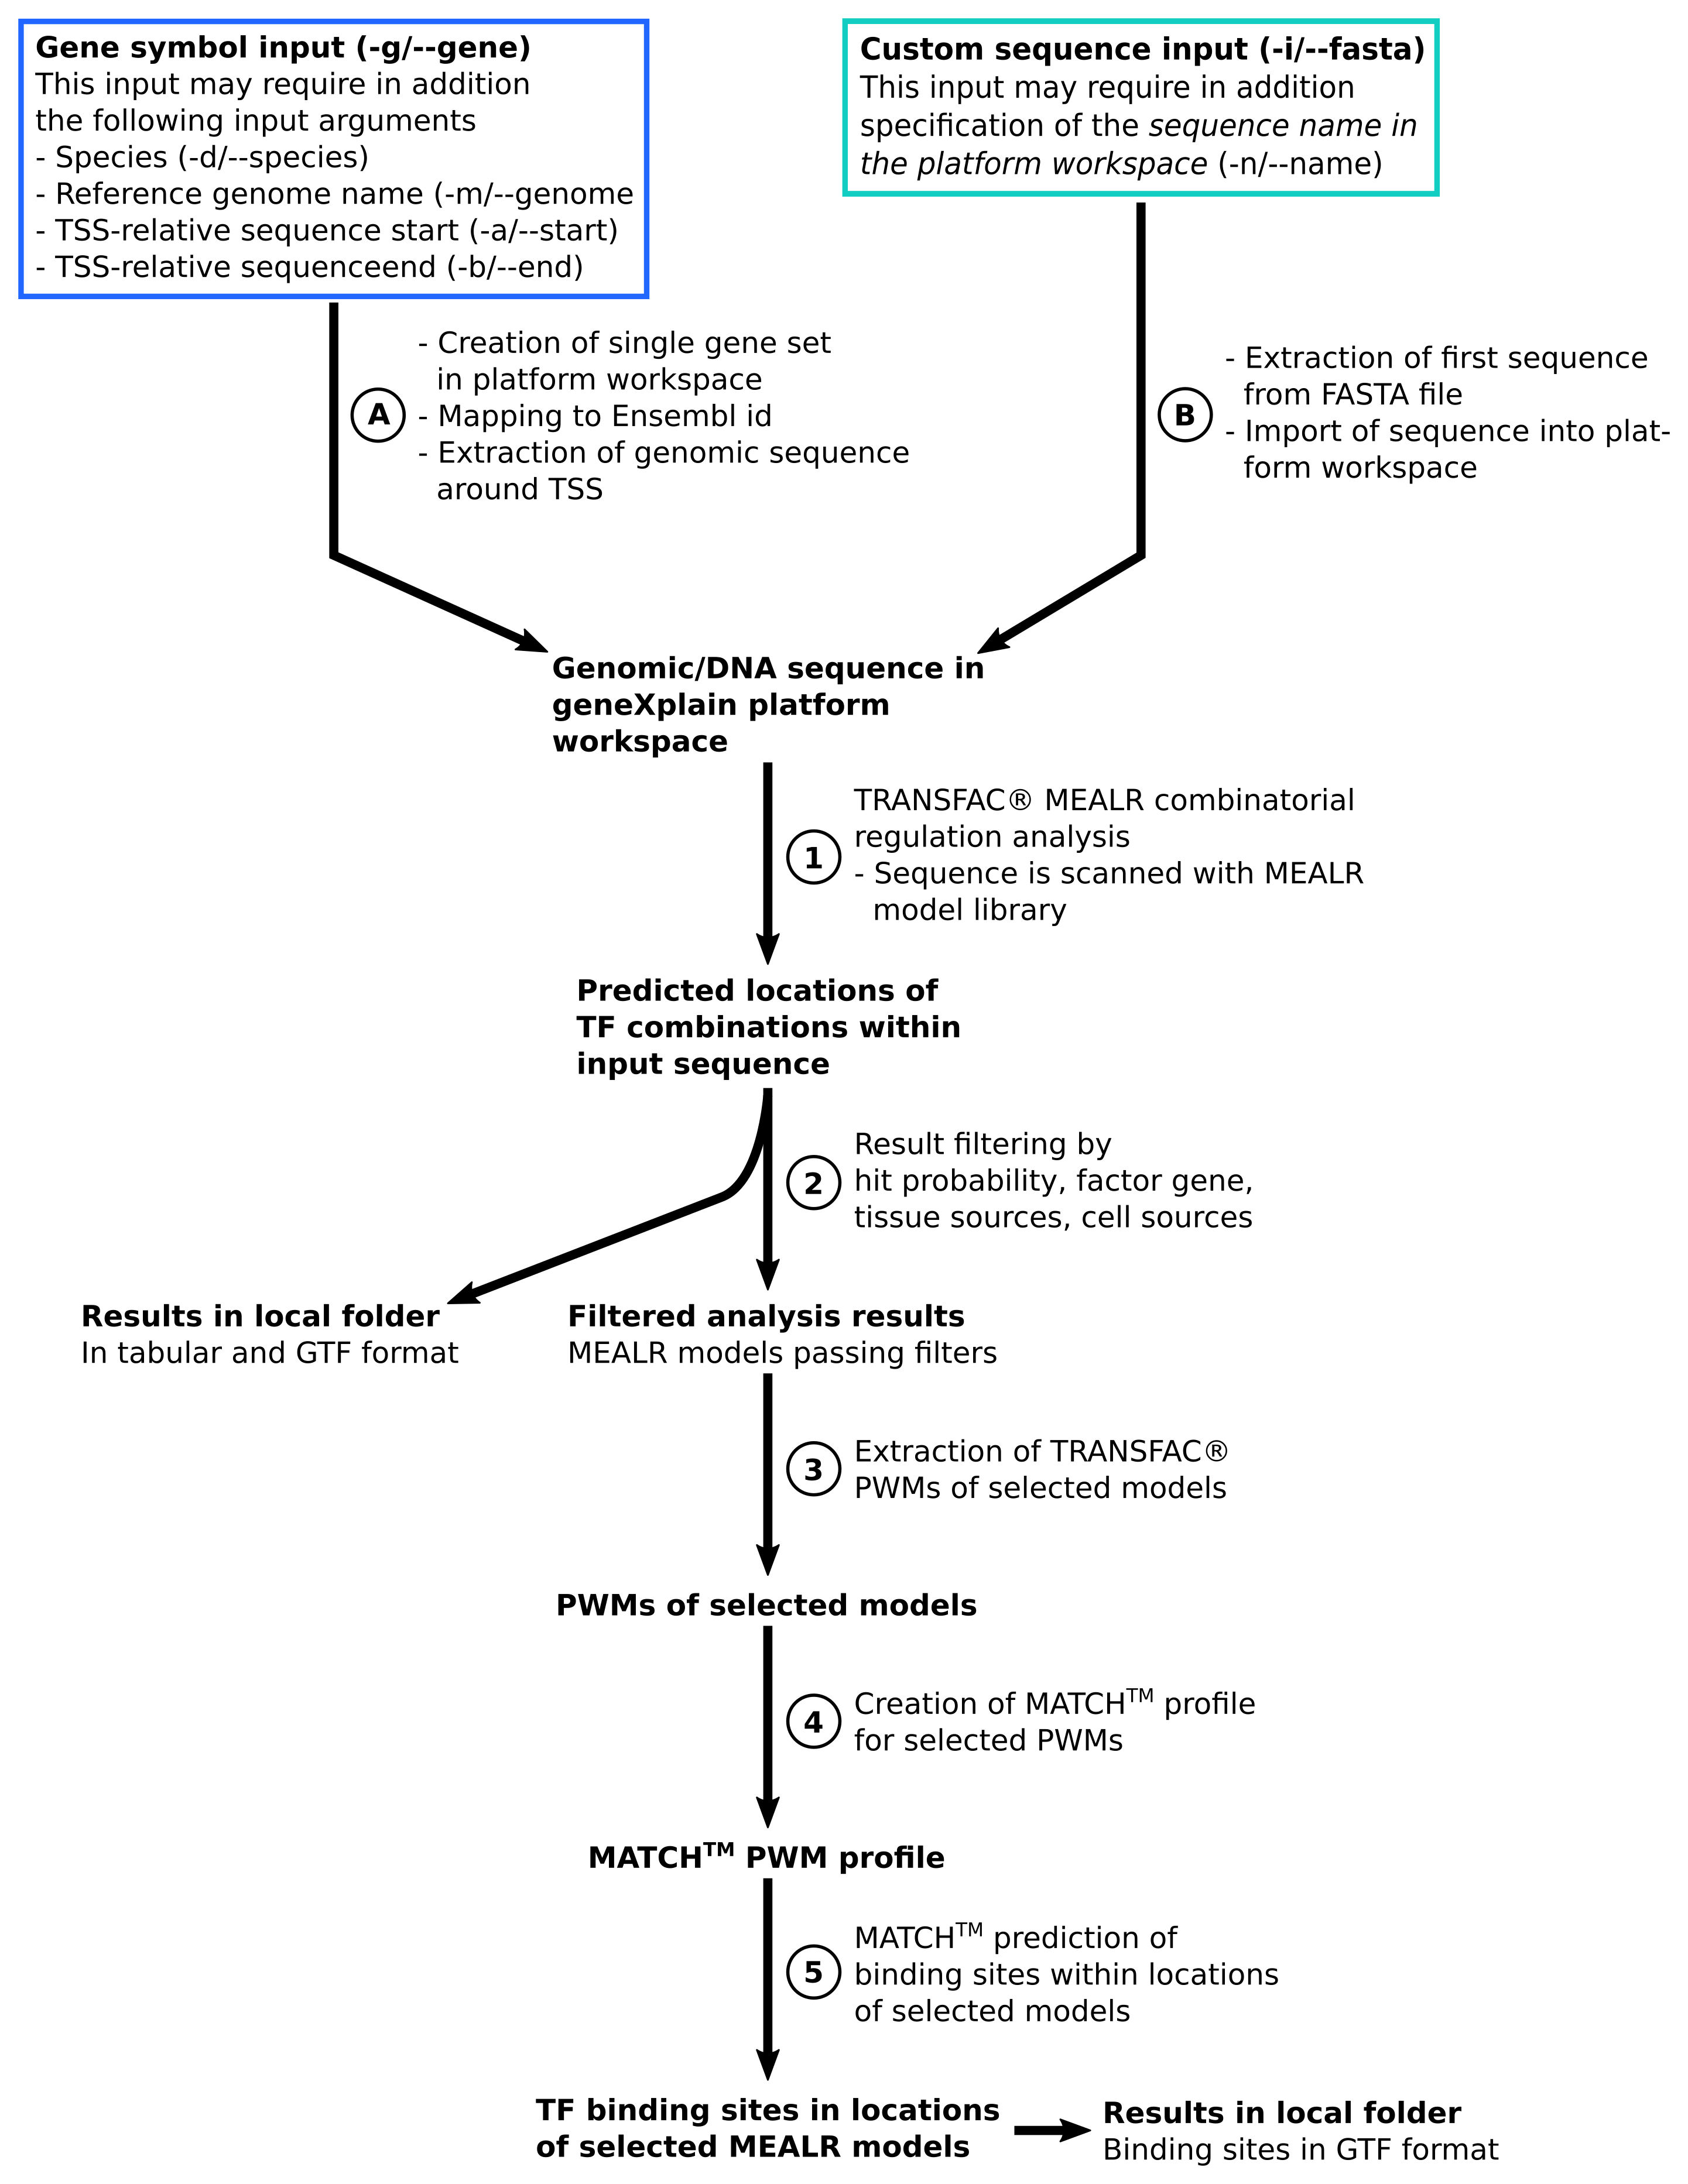 Gene symbol input (-g/--gene)
This input may require in addition
the following input arguments
- Species (-d/--species)
- Reference genome name (-m/--genome
- TSS-relative sequence start (-a/--start)
- TSS-relative sequenceend (-b/--end)
Custom sequence input (-i/--fasta)
This input may require in addition
specification of the sequence name in
the platform workspace (-n/--name)
A
- Creation of single gene set
in platform workspace
- Mapping to Ensembl id
- Extraction of genomic sequence
around TSS
B
- Extraction of first sequence
from FASTA file
- Import of sequence into plat-
form workspace
Genomic/DNA sequence in
geneXplain platform
workspace
1
TRANSFAC® MEALR combinatorial
regulation analysis
- Sequence is scanned with MEALR
model library
Predicted locations of
TF combinations within
input sequence
2
Result filtering by
hit probability, factor gene,
tissue sources, cell sources
Results in local folder
In tabular and GTF format
Filtered analysis results
MEALR models passing filters
3
Extraction of TRANSFAC®
PWMs of selected models
PWMs of selected models
4
Creation of MATCH™ profile
for selected PWMs
MATCH™ PWM profile
5
MATCH™ prediction of
binding sites within locations
of selected models
TF binding sites in locations
of selected MEALR models
Results in local folder
Binding sites in GTF format